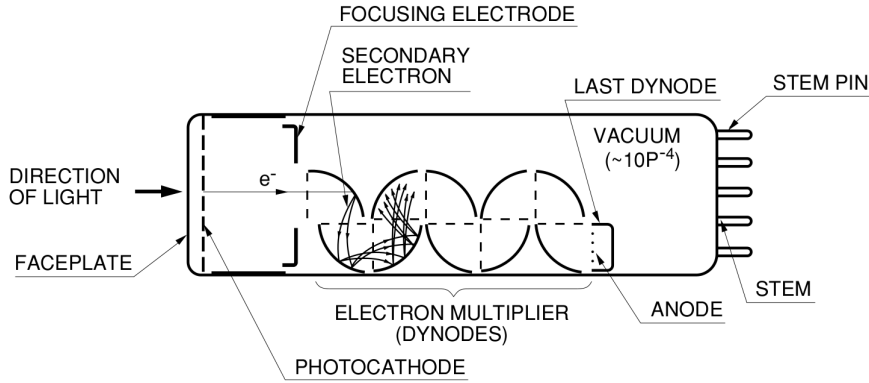 FOCUSING ELECTRODE
SECONDARY
ELECTRON
LAST DYNODE
STEM PIN
VACUUM
(~10P⁻⁴)
DIRECTION
OF LIGHT
e⁻
FACEPLATE
STEM
ELECTRON MULTIPLIER
(DYNODES)
ANODE
PHOTOCATHODE